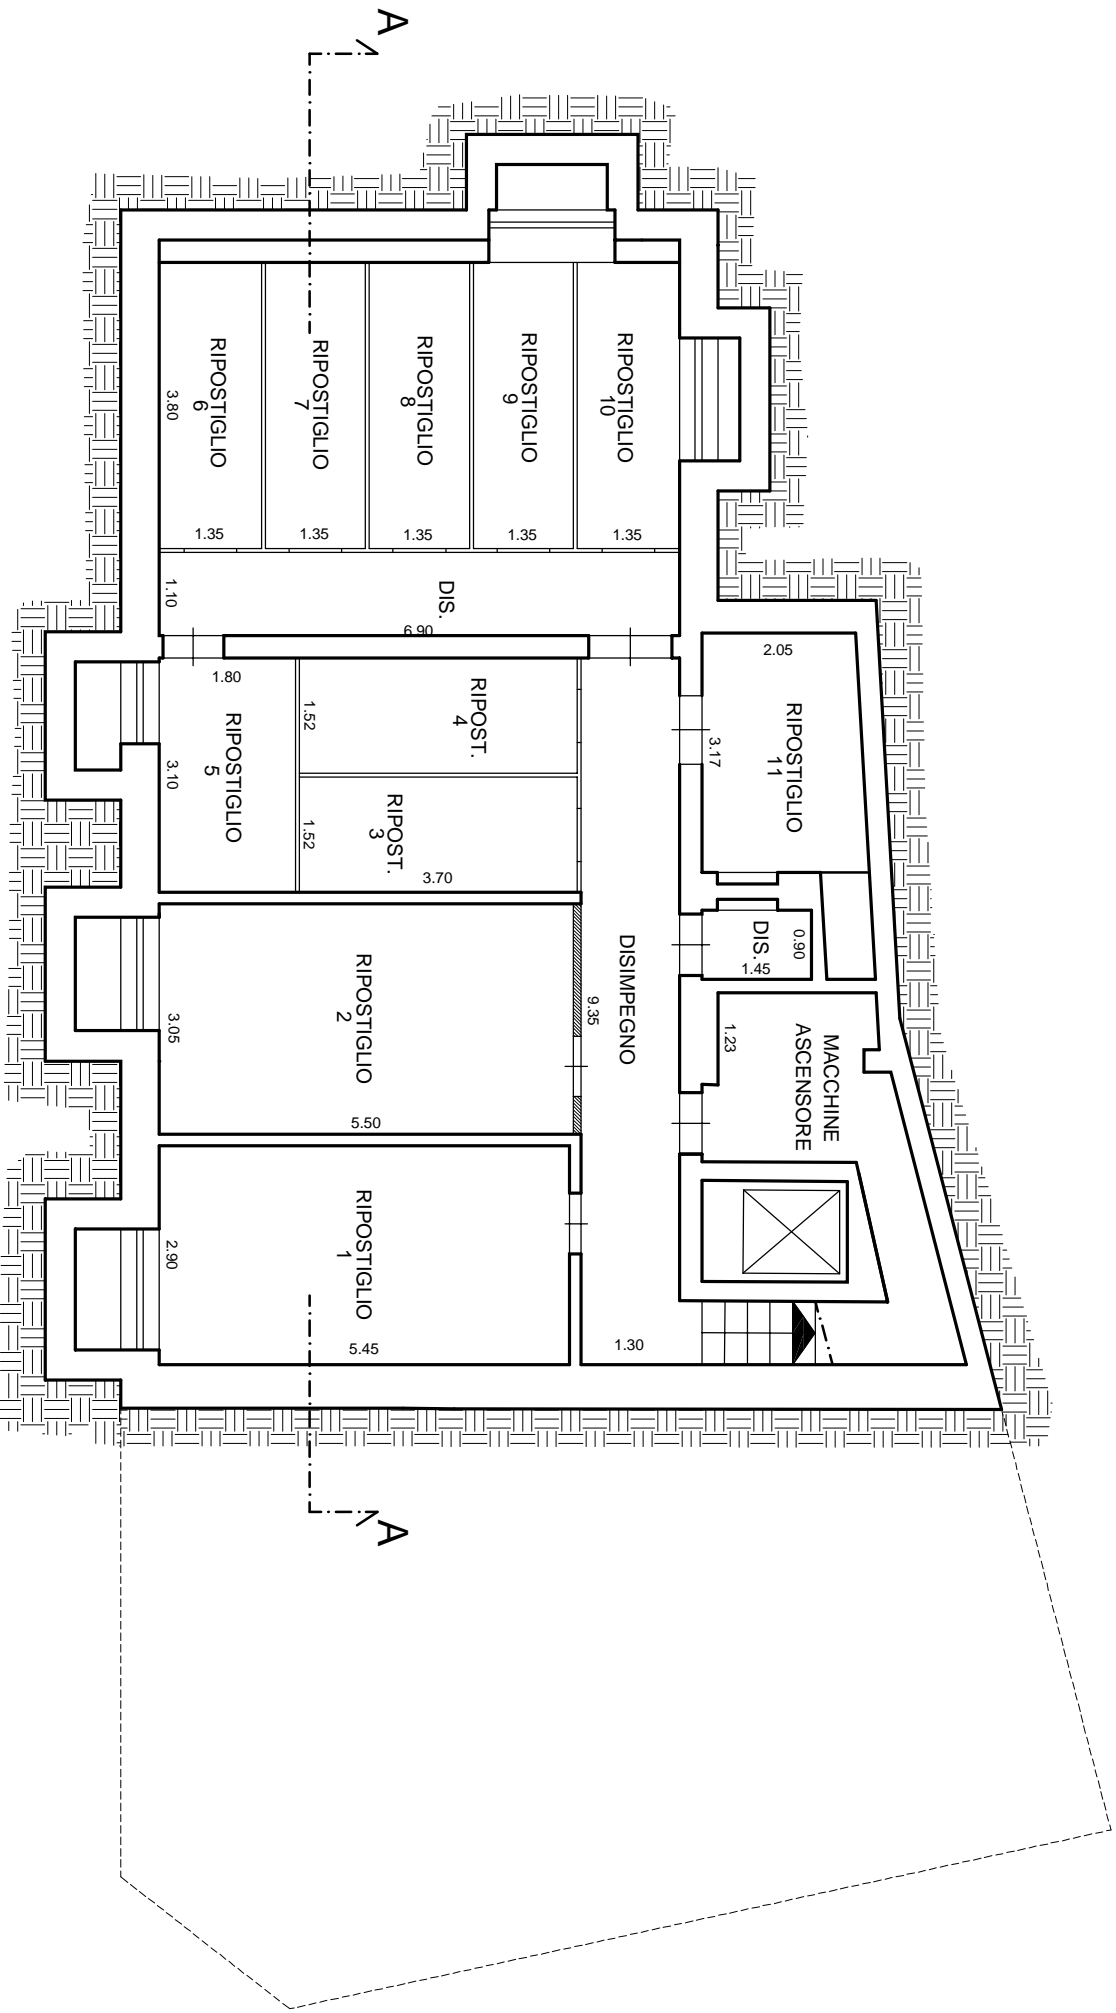 A
RIPOSTIGLIO
10
RIPOSTIGLIO
9
RIPOSTIGLIO
8
RIPOSTIGLIO
7
RIPOSTIGLIO
6
3.80
1.35
1.35
1.35
1.35
1.35
DIS.
6.90
1.10
2.05
RIPOSTIGLIO
11
3.17
RIPOST.
4
1.52
1.80
RIPOSTIGLIO
5
3.10
RIPOST.
3
3.70
1.52
DIS.
0.90
1.45
DISIMPEGNO
9.35
MACCHINE
ASCENSORE
1.23
RIPOSTIGLIO
2
3.05
5.50
RIPOSTIGLIO
1
2.90
5.45
1.30
A